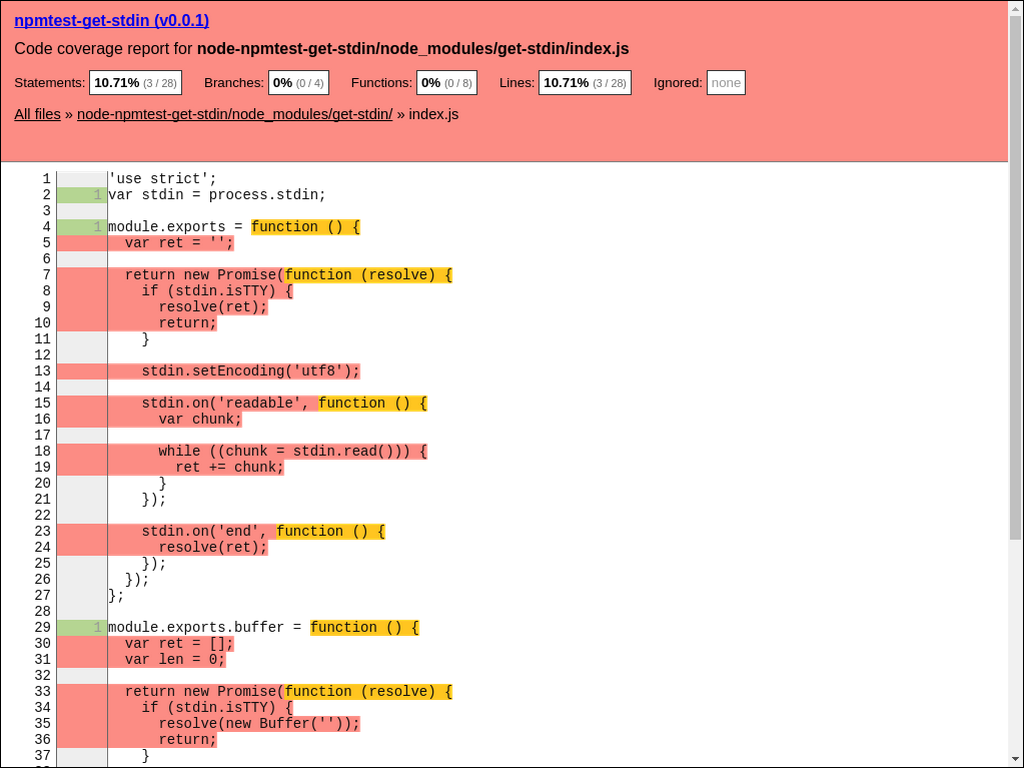 npmtest-get-stdin (v0.0.1)
Code coverage report for node-npmtest-get-stdin/node_modules/get-stdin/index.js
Statements: 10.71% (3 / 28) Branches: 0% (0 / 4) Functions: 0% (0 / 8) Lines: 10.71% (3 / 28) Ignored: none
All files » node-npmtest-get-stdin/node_modules/get-stdin/ » index.js
1 'use strict';
2 1 var stdin = process.stdin;
3
4 1 module.exports = function () {
5   var ret = '';
6
7   return new Promise(function (resolve) {
8     if (stdin.isTTY) {
9       resolve(ret);
10       return;
11     }
12
13     stdin.setEncoding('utf8');
14
15     stdin.on('readable', function () {
16       var chunk;
17
18       while ((chunk = stdin.read())) {
19         ret += chunk;
20       }
21     });
22
23     stdin.on('end', function () {
24       resolve(ret);
25     });
26   });
27 };
28
29 1 module.exports.buffer = function () {
30   var ret = [];
31   var len = 0;
32
33   return new Promise(function (resolve) {
34     if (stdin.isTTY) {
35       resolve(new Buffer(''));
36       return;
37     }